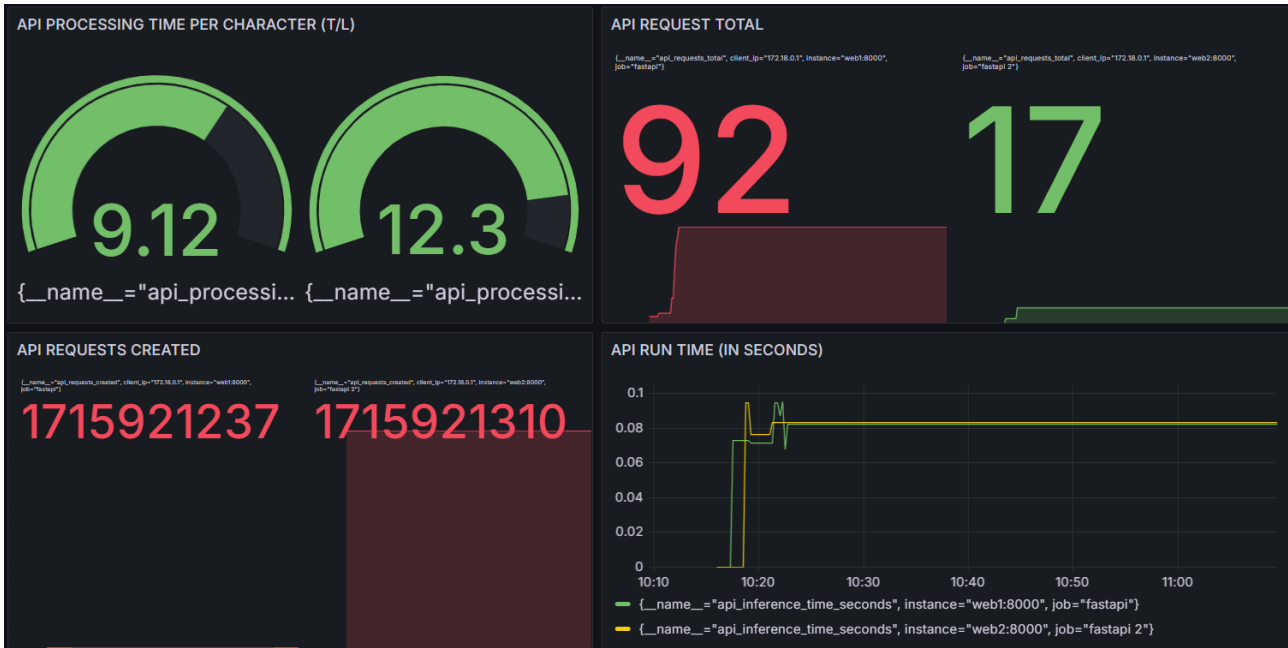 API PROCESSING TIME PER CHARACTER (T/L)
9.12
12.3
{__name__="api_processi...
{__name__="api_processi...
API REQUEST TOTAL
{__name__="api_requests_total", client_ip="172.18.0.1", instance="web1:8000",
job="fastapi"}
92
{__name__="api_requests_total", client_ip="172.18.0.1", instance="web2:8000",
job="fastapi 2"}
17
API REQUESTS CREATED
{__name__="api_requests_created", client_ip="172.18.0.1", instance="web1:8000",
job="fastapi"}
1715921237
{__name__="api_requests_created", client_ip="172.18.0.1", instance="web2:8000",
job="fastapi 2"}
1715921310
API RUN TIME (IN SECONDS)
0.1
0.08
0.06
0.04
0.02
0
10:10 10:20 10:30 10:40 10:50 11:00
{__name__="api_inference_time_seconds", instance="web1:8000", job="fastapi"}
{__name__="api_inference_time_seconds", instance="web2:8000", job="fastapi 2"}